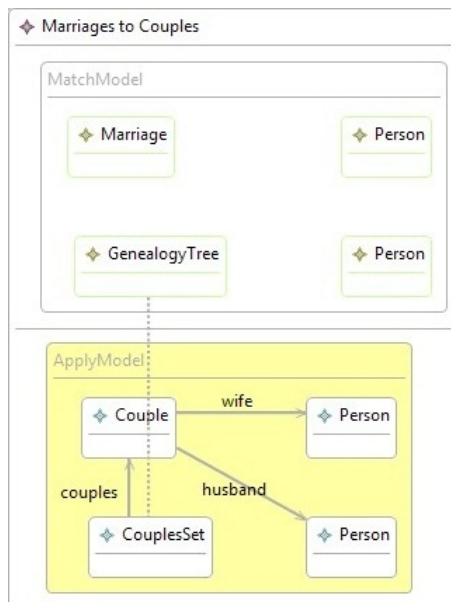 Marriages to Couples
MatchModel
Marriage
Person
GenealogyTree
Person
ApplyModel
Couple
wife
Person
couples
husband
CouplesSet
Person